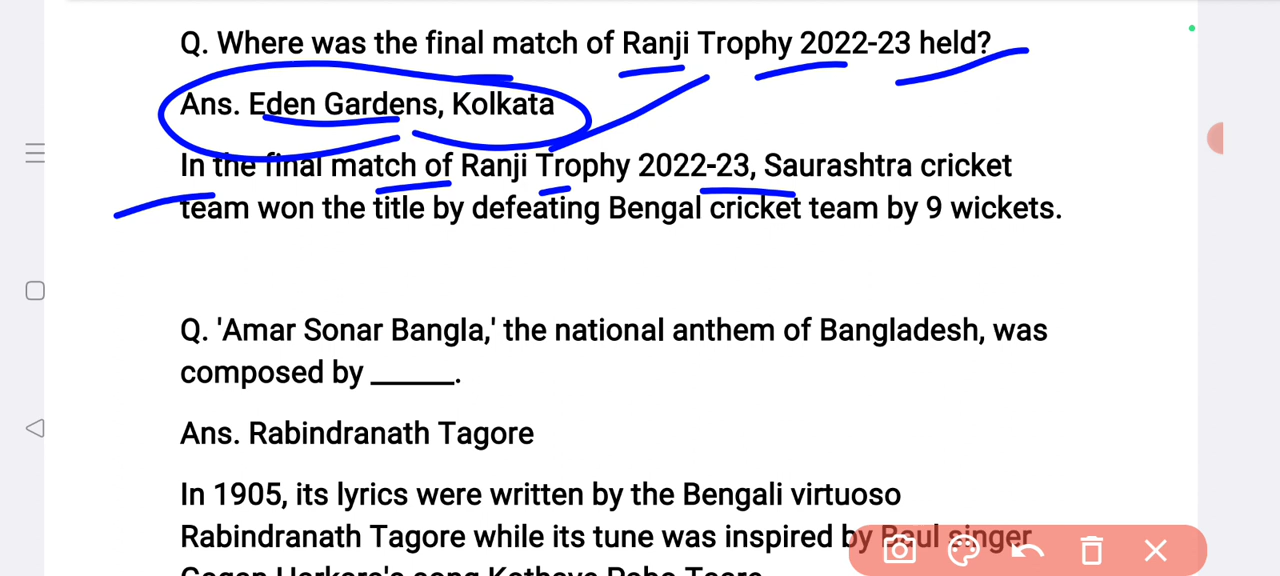 Q. Where was the final match of Ranji Trophy 2022-23 held?
Ans. Eden Gardens, Kolkata
In the final match of Ranji Trophy 2022-23, Saurashtra cricket
team won the title by defeating Bengal cricket team by 9 wickets.
Q. 'Amar Sonar Bangla,' the national anthem of Bangladesh, was
composed by ______.
Ans. Rabindranath Tagore
In 1905, its lyrics were written by the Bengali virtuoso
Rabindranath Tagore while its tune was inspired by Baul singer